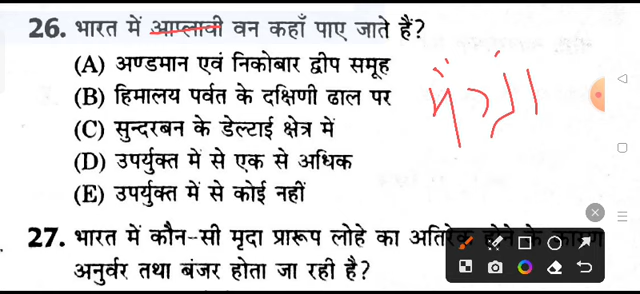 26. भारत में आप्लावी वन कहाँ पाए जाते हैं?
(A) अण्डमान एवं निकोबार द्वीप समूह
(B) हिमालय पर्वत के दक्षिणी ढाल पर
(C) सुन्दरबन के डेल्टाई क्षेत्र में
(D) उपर्युक्त में से एक से अधिक
(E) उपर्युक्त में से कोई नहीं
27. भारत में कौन-सी मृदा प्रारूप लोहे का अतिरेक होने के कारण
अनुर्वर तथा बंजर होता जा रही है?